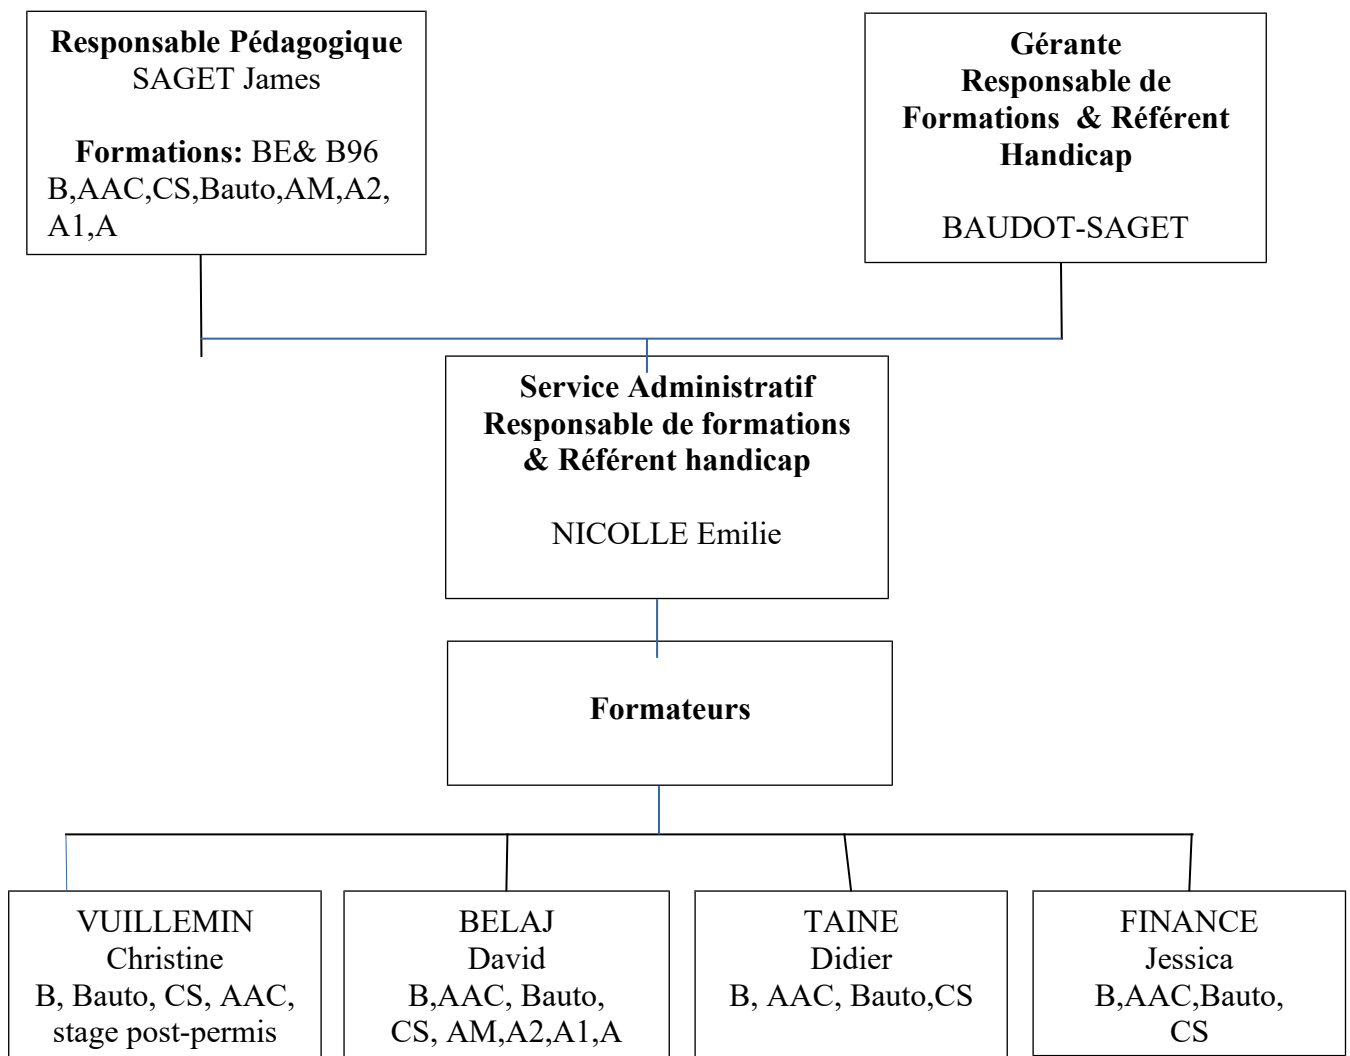 Responsable Pédagogique
SAGET James
Formations: BE& B96
B,AAC,CS,Bauto,AM,A2,
A1,A
Gérante
Responsable de
Formations & Référent
Handicap
BAUDOT-SAGET
Service Administratif
Responsable de formations
& Référent handicap
NICOLLE Emilie
Formateurs
VUILLEMIN
Christine
B, Bauto, CS, AAC,
stage post-permis
BELAJ
David
B,AAC, Bauto,
CS, AM,A2,A1,A
TAINE
Didier
B, AAC, Bauto,CS
FINANCE
Jessica
B,AAC,Bauto,
CS